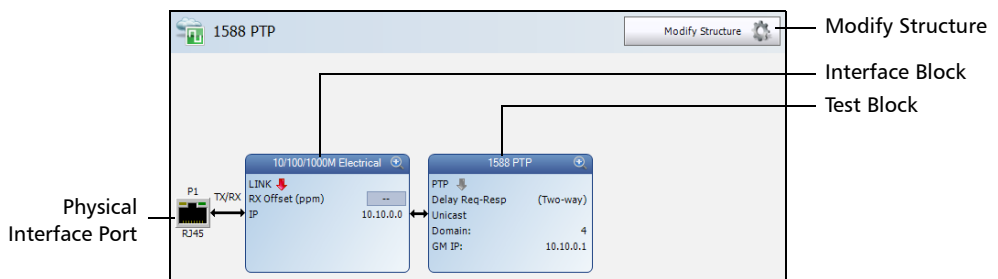 1588 PTP
Modify Structure
Modify Structure
Interface Block
Test Block
10/100/1000M Electrical
1588 PTP
LINK
PTP
P1
TX/RX
RX Offset (ppm)
--
Delay Req-Resp
(Two-way)
Physical
Interface Port
IP
10.10.0.0
Unicast
RJ45
Domain:
4
GM IP:
10.10.0.1